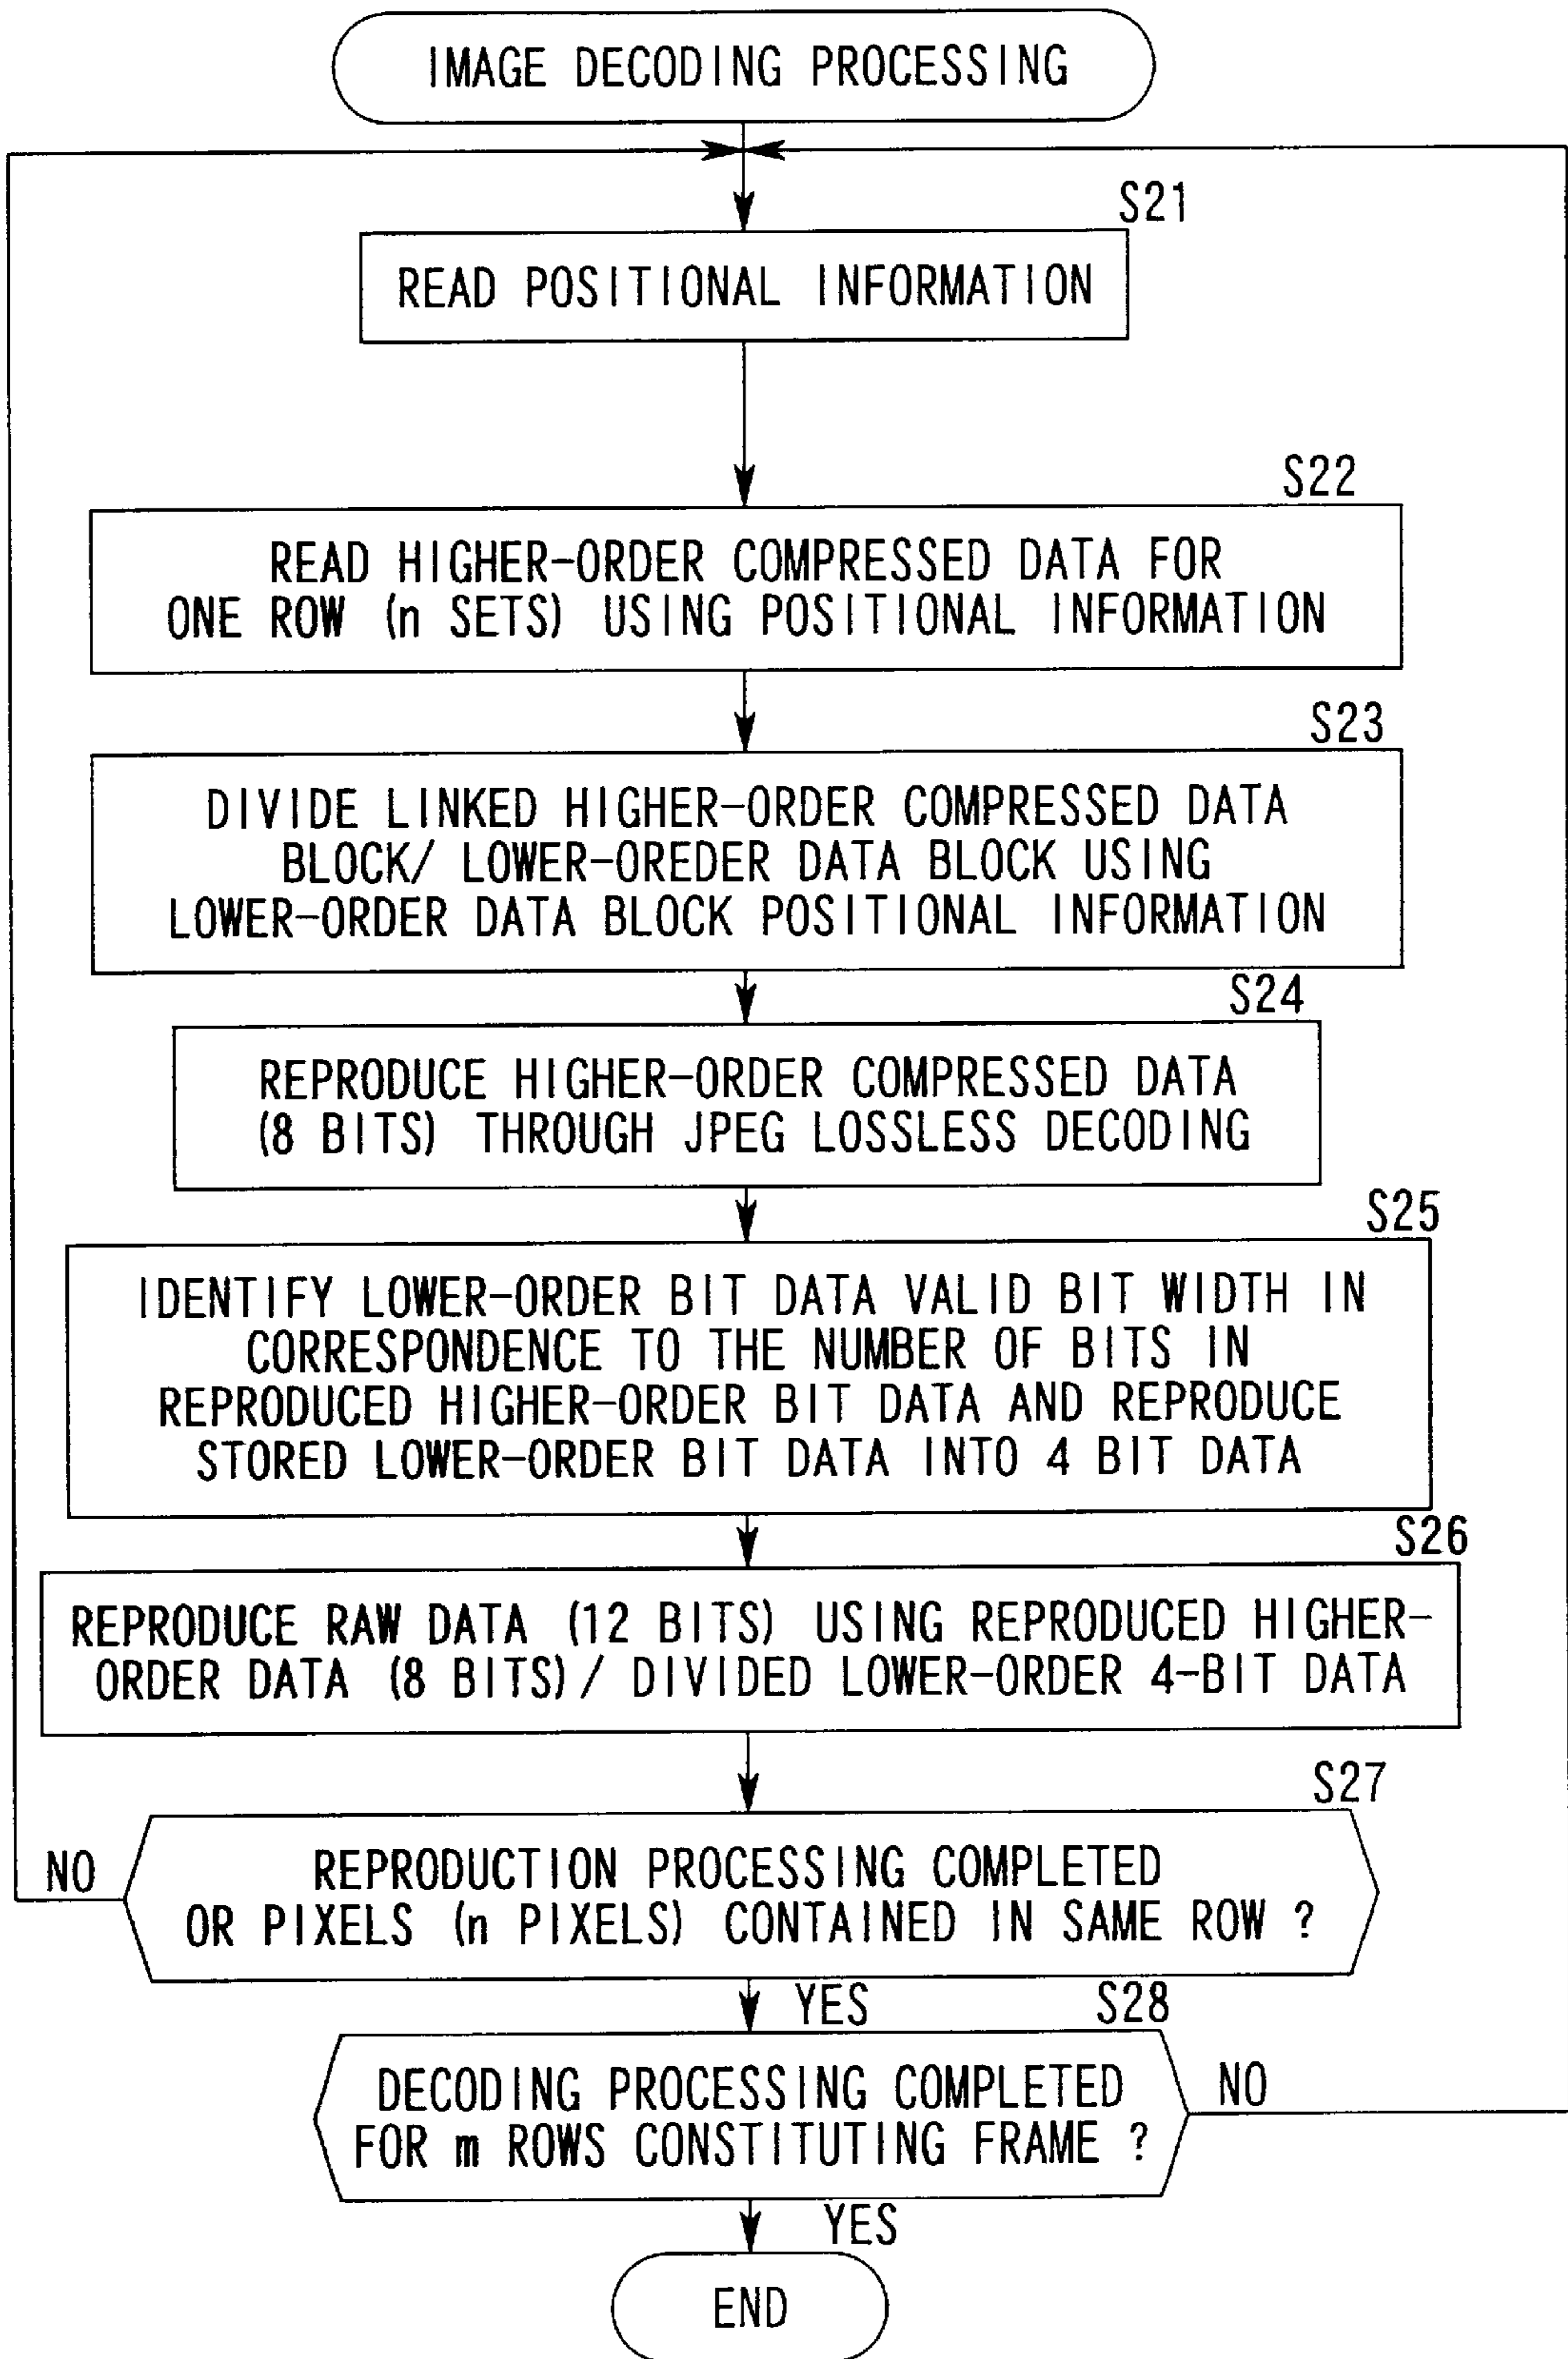 IMAGE DECODING PROCESSING
S21
READ POSITIONAL INFORMATION
S22
READ HIGHER-ORDER COMPRESSED DATA FOR
ONE ROW (n SETS) USING POSITIONAL INFORMATION
S23
DIVIDE LINKED HIGHER-ORDER COMPRESSED DATA
BLOCK/ LOWER-OREDER DATA BLOCK USING
LOWER-ORDER DATA BLOCK POSITIONAL INFORMATION
S24
REPRODUCE HIGHER-ORDER COMPRESSED DATA
(8 BITS) THROUGH JPEG LOSSLESS DECODING
S25
IDENTIFY LOWER-ORDER BIT DATA VALID BIT WIDTH IN
CORRESPONDENCE TO THE NUMBER OF BITS IN
REPRODUCED HIGHER-ORDER BIT DATA AND REPRODUCE
STORED LOWER-ORDER BIT DATA INTO 4 BIT DATA
S26
REPRODUCE RAW DATA (12 BITS) USING REPRODUCED HIGHER-
ORDER DATA (8 BITS)/ DIVIDED LOWER-ORDER 4-BIT DATA
S27
NO
REPRODUCTION PROCESSING COMPLETED
OR PIXELS (n PIXELS) CONTAINED IN SAME ROW ?
YES
S28
DECODING PROCESSING COMPLETED
FOR m ROWS CONSTITUTING FRAME ?
NO
YES
END